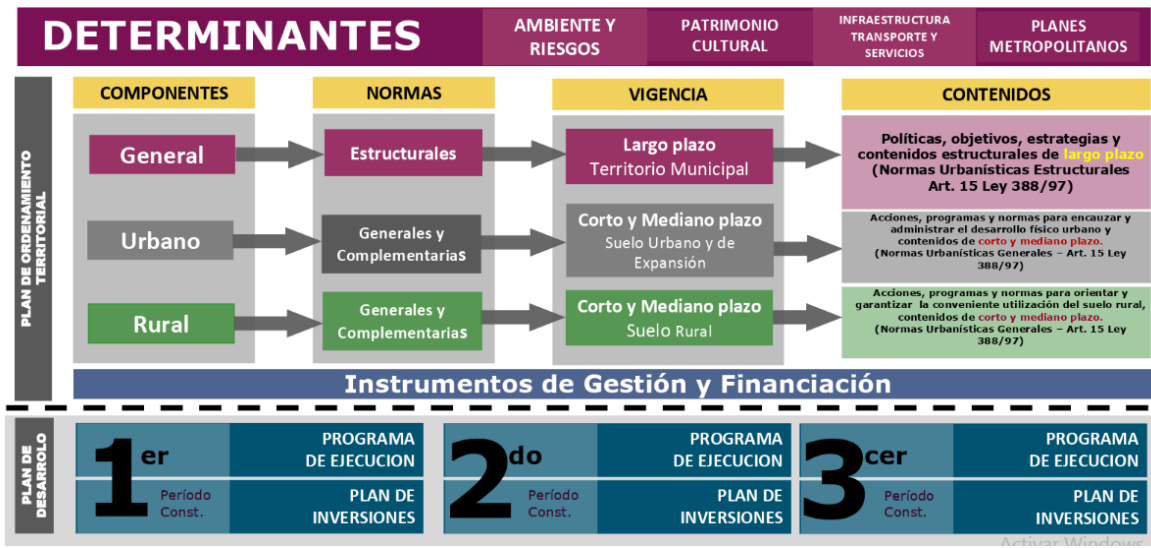 DETERMINANTES
AMBIENTE Y
RIESGOS
PATRIMONIO
CULTURAL
INFRAESTRUCTURA
TRANSPORTE Y
SERVICIOS
PLANES
METROPOLITANOS
PLAN DE ORDENAMIENTO
TERRITORIAL
COMPONENTES
NORMAS
VIGENCIA
CONTENIDOS
General
Estructurales
Largo plazo
Territorio Municipal
Políticas, objetivos, estrategias y
contenidos estructurales de largo plazo
(Normas Urbanísticas Estructurales
Art. 15 Ley 388/97)
Urbano
Generales y
Complementarias
Corto y Mediano plazo
Suelo Urbano y de
Expansión
Acciones, programas y normas para encauzar y
administrar el desarrollo físico urbano y
contenidos de corto y mediano plazo.
(Normas Urbanísticas Generales – Art. 15 Ley
388/97)
Rural
Generales y
Complementarias
Corto y Mediano plazo
Suelo Rural
Acciones, programas y normas para orientar y
garantizar la conveniente utilización del suelo rural,
contenidos de corto y mediano plazo.
(Normas Urbanísticas Generales – Art. 15 Ley
388/97)
Instrumentos de Gestión y Financiación
PLAN DE
DESARROLO
1er
Período
Const.
PROGRAMA
DE EJECUCION
PLAN DE
INVERSIONES
2do
Período
Const.
PROGRAMA
DE EJECUCION
PLAN DE
INVERSIONES
3cer
Período
Const.
PROGRAMA
DE EJECUCION
PLAN DE
INVERSIONES
Activar Windows